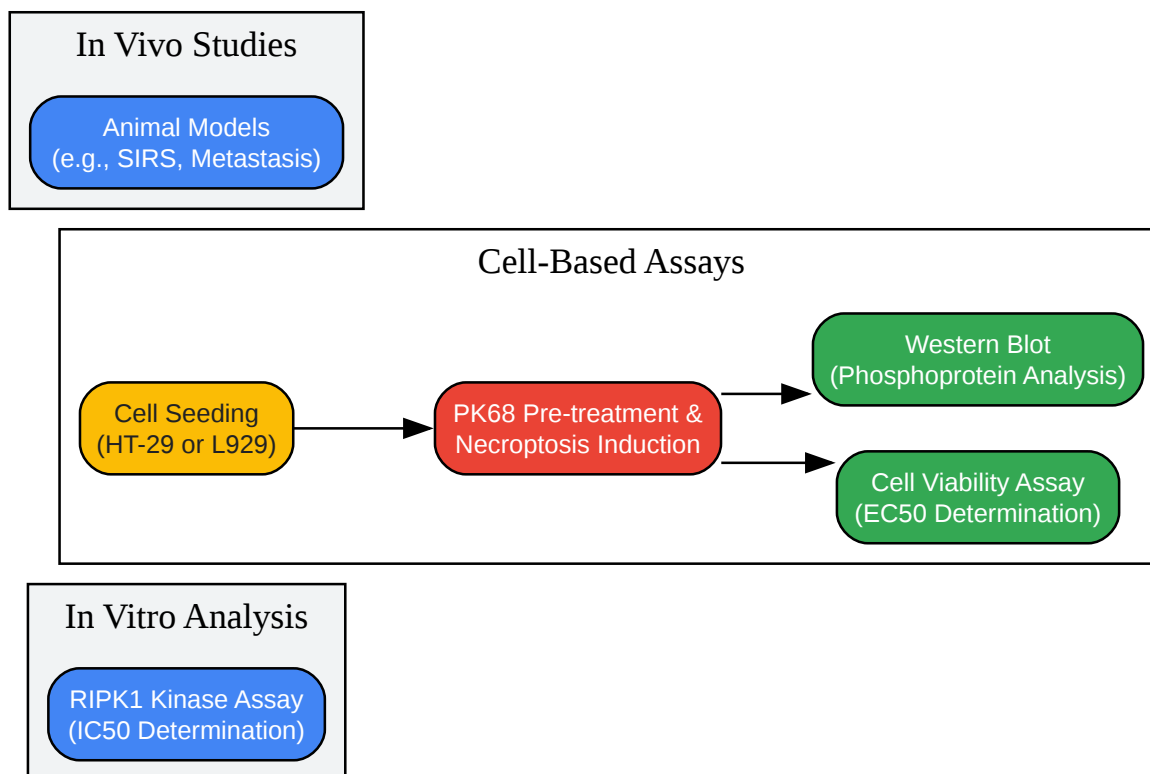 In Vivo Studies
Animal Models
(e.g., SIRS, Metastasis)
Cell-Based Assays
Cell Seeding
(HT-29 or L929)
PK68 Pre-treatment &
Necroptosis Induction
Western Blot
(Phosphoprotein Analysis)
Cell Viability Assay
(EC50 Determination)
In Vitro Analysis
RIPK1 Kinase Assay
(IC50 Determination)